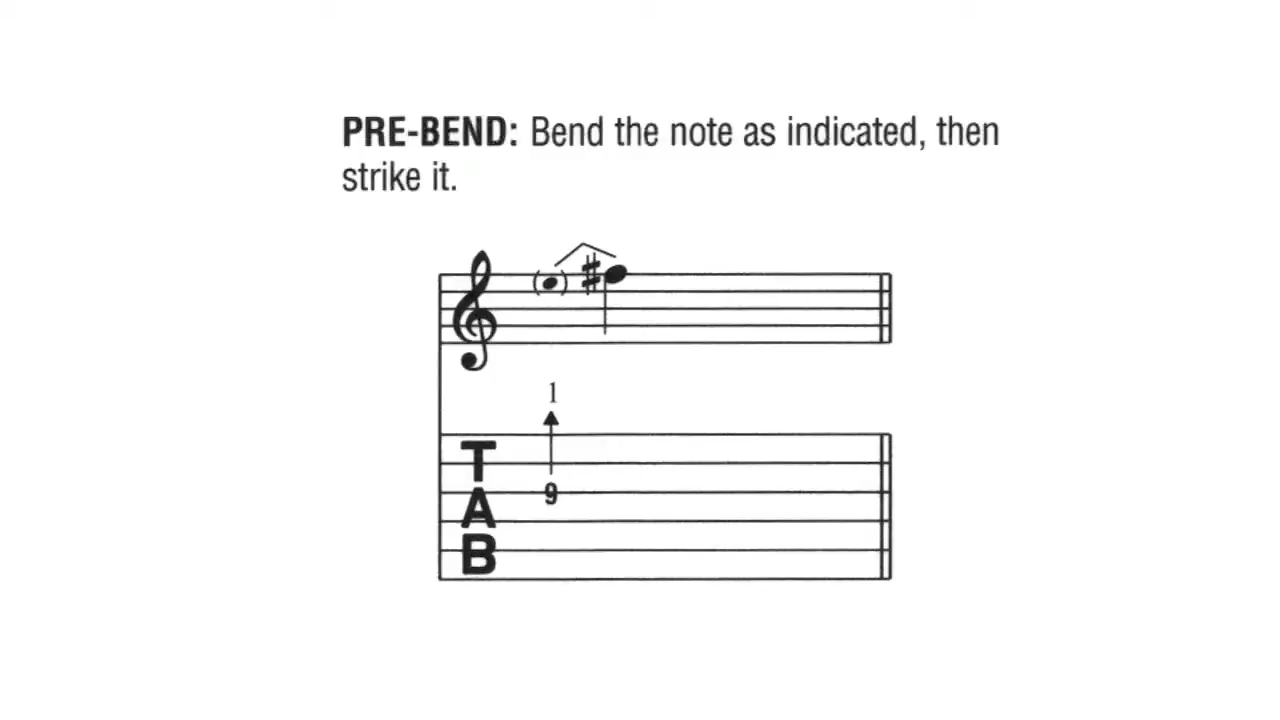 PRE-BEND: Bend the note as indicated, then
strike it.
1
9
T
A
B